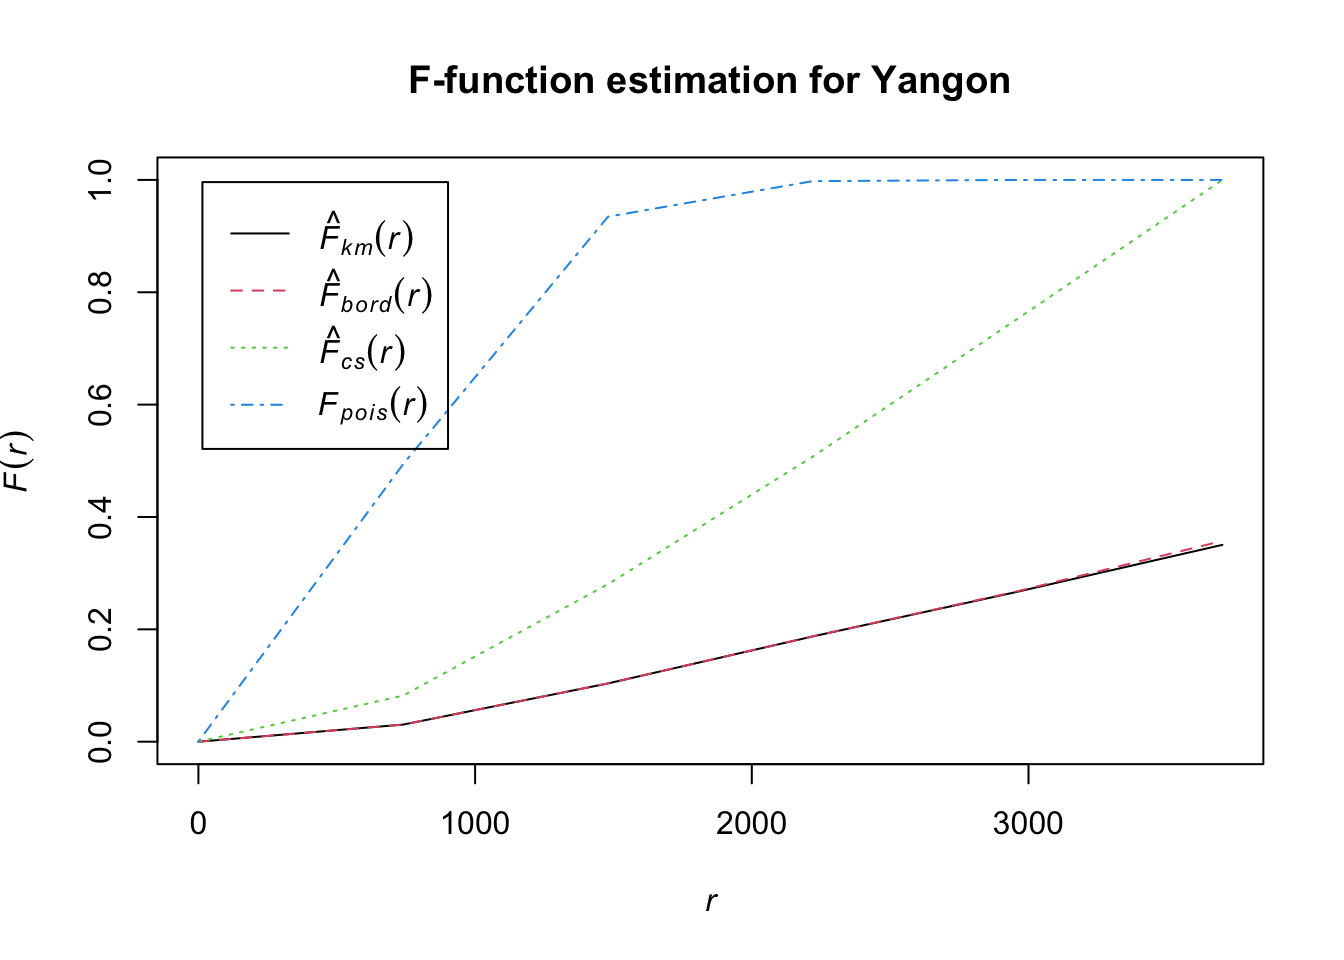 F-function estimation for Yangon
F̂km(r)
F̂bord(r)
F̂cs(r)
Fpois(r)
F(r)
1.0
0.8
0.6
0.4
0.2
0.0
0 1000 2000 3000
r